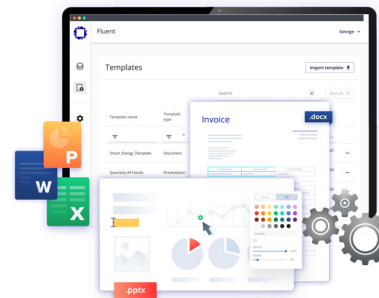 Fluent
George
Templates
Import template
Search
Search
Template name
Template type
Smart_Energy_Template
Document
Quarterly All Hands
Presentation
Invoice
.docx
P
W
X
.pptx